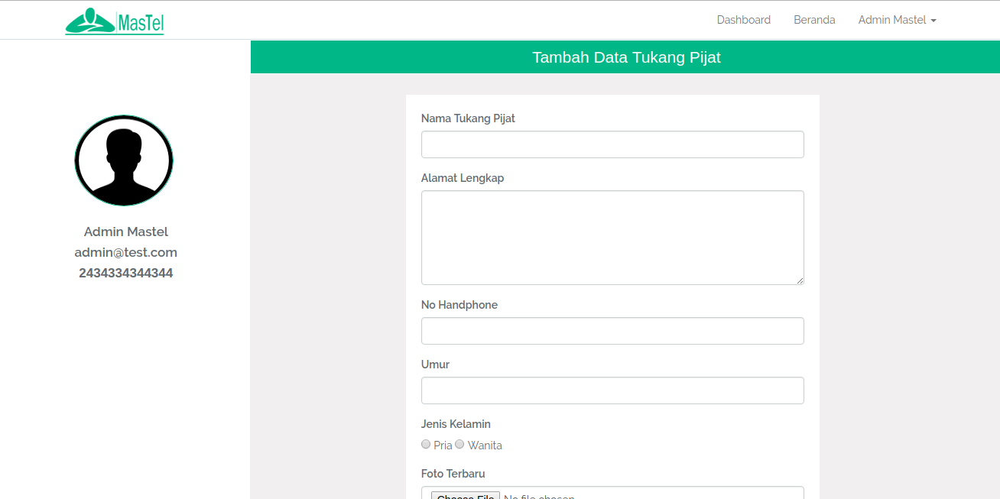 MasTel
Dashboard Beranda Admin Mastel
Tambah Data Tukang Pijat
Admin Mastel
admin@test.com
2434334344344
Nama Tukang Pijat
Alamat Lengkap
No Handphone
Umur
Jenis Kelamin
Pria Wanita
Foto Terbaru
Choose File No file chosen